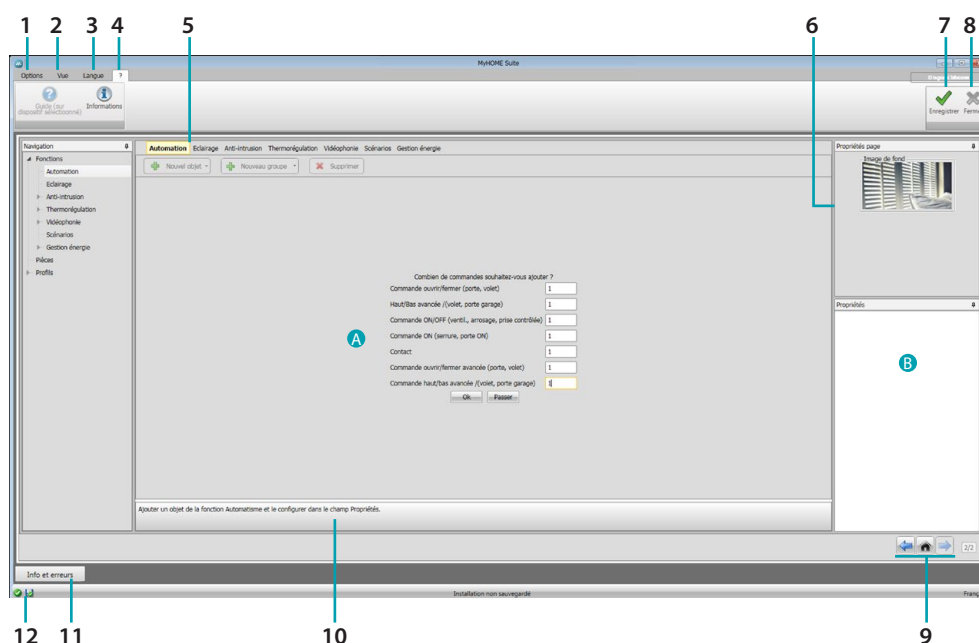 1 2 3 4 5 6 7 8
MyHOME Suite
Options Vue Langue ?
Guide (sur dispositif sélectionné)
Informations
Enregistrer
Navigation
Fonctions
Automation
Eclairage
Anti-intrusion
Thermorégulation
Vidéophonie
Scénarios
Gestion énergie
Pièces
Profils
Automation Eclairage Anti-intrusion Thermorégulation Vidéophonie Scénarios Gestion énergie
Nouvel objet Nouveau groupe Supprimer
Combien de commandes souhaitez-vous ajouter ?
Commande ouvrir/fermer (porte, volet) 1
Haut/Bas avancée /(volet, porte garage) 1
Commande ON/OFF (ventil., arrosage, prise contrôlée) 1
Commande ON (serrure, porte ON) 1
Contact 1
Commande ouvrir/fermer avancée (porte, volet) 1
Commande haut/bas avancée /(volet, porte garage) 1
Ok Passer
A
Propriétés page
Image de fond
Propriétés
B
Ajouter un objet de la fonction Automatisme et le configurer dans le champ Propriétés.
2/2
Info et erreurs
Installation non sauvegardé
Franç
12 11 10 9